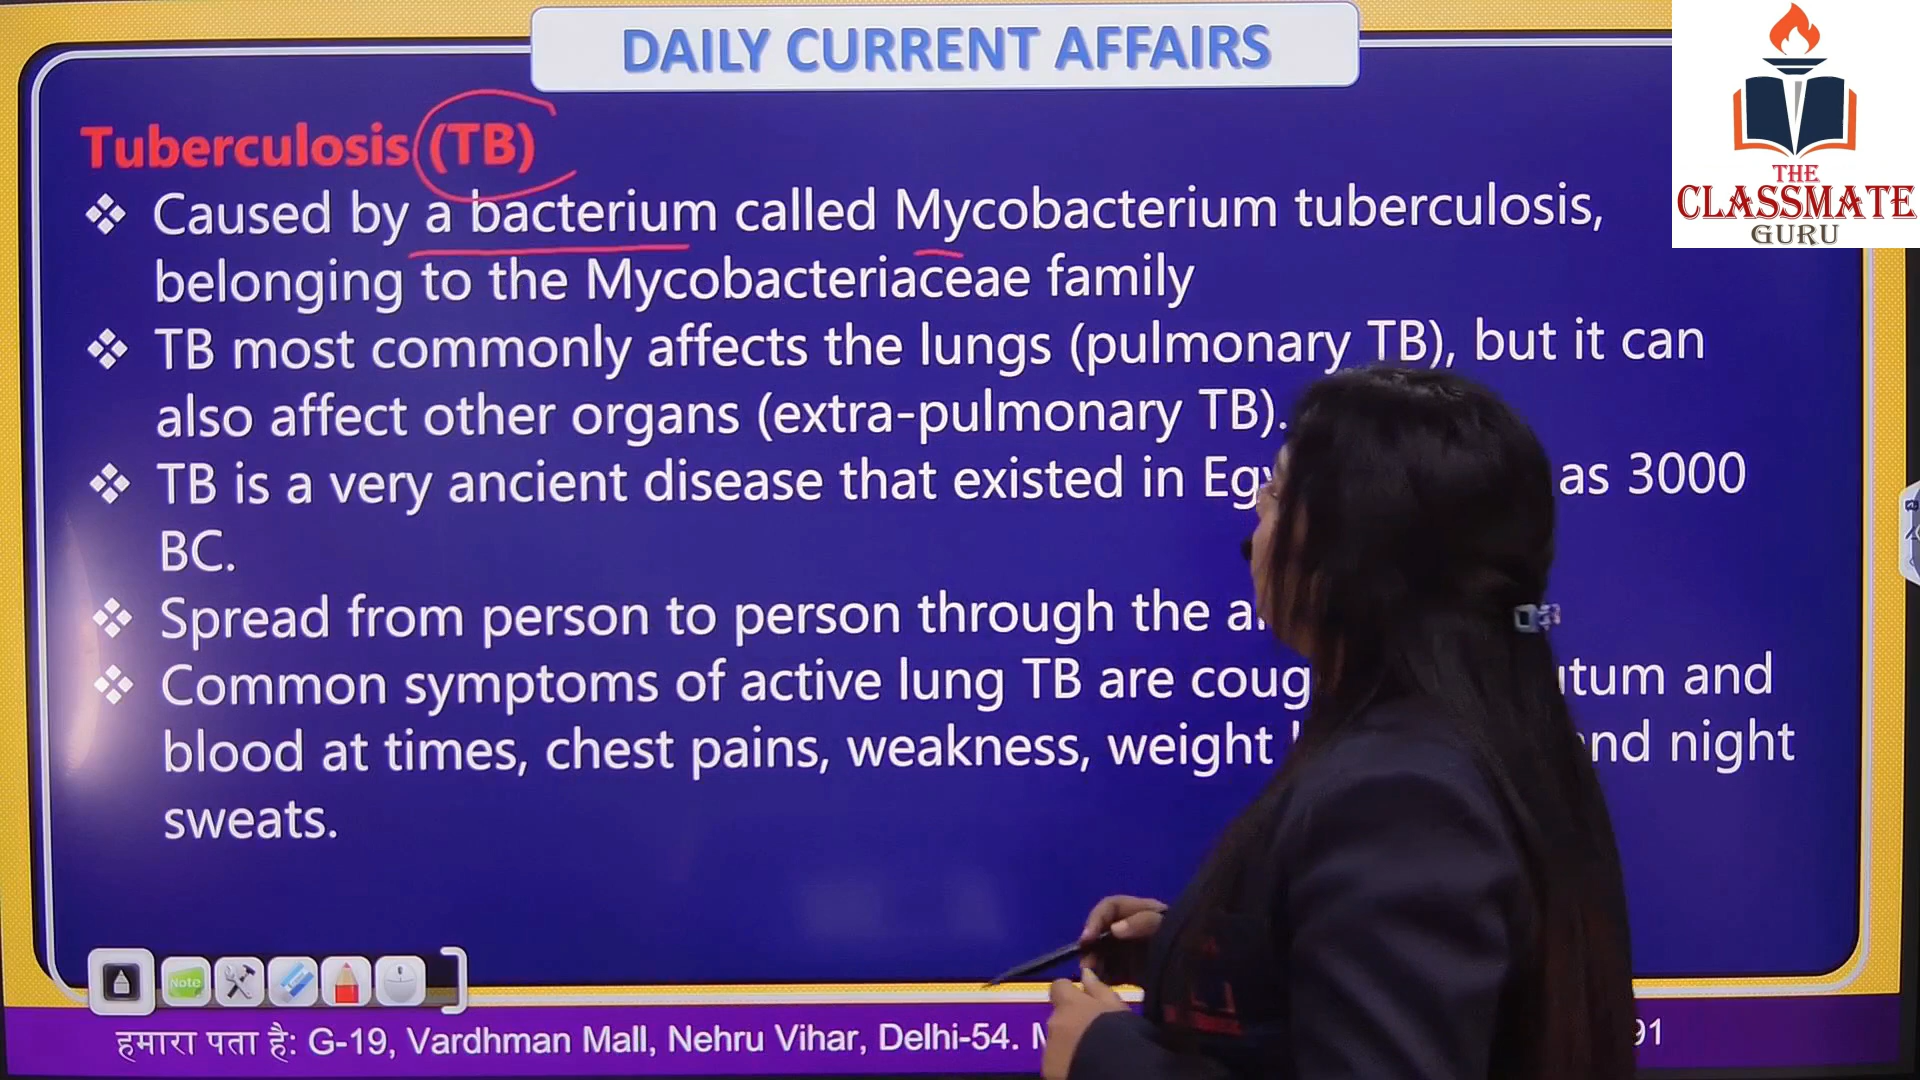 DAILY CURRENT AFFAIRS
THE
CLASSMATE
GURU
Tuberculosis (TB)
Caused by a bacterium called Mycobacterium tuberculosis,
belonging to the Mycobacteriaceae family
TB most commonly affects the lungs (pulmonary TB), but it can
also affect other organs (extra-pulmonary TB).
TB is a very ancient disease that existed in as 3000
BC.
Spread from person to person through the
Common symptoms of active lung TB are and
blood at times, chest pains, weakness, weight night
sweats.
Note
हमारा पता है: G-19, Vardhman Mall, Nehru Vihar, Delhi-54. 91